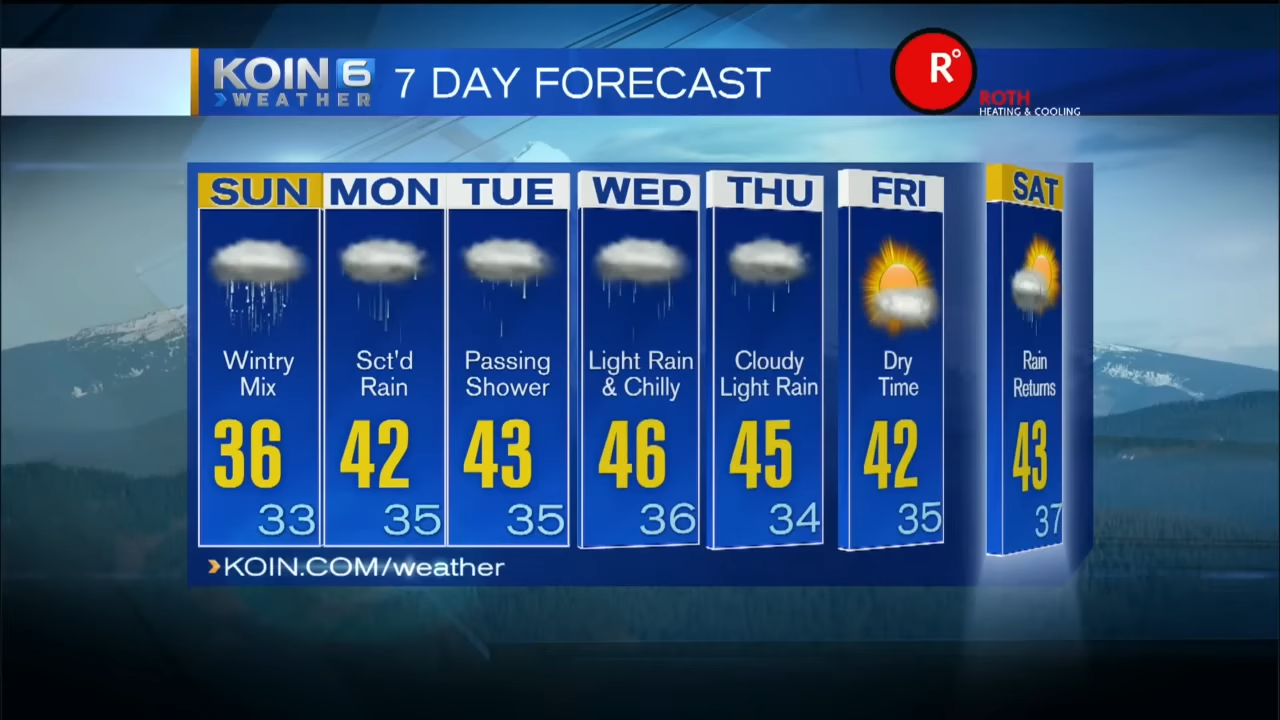 KOIN 6
WEATHER
7 DAY FORECAST
R°
ROTH
HEATING & COOLING
SUN
Wintry
Mix
36
33
MON
Sct'd
Rain
42
35
TUE
Passing
Shower
43
35
WED
Light Rain
& Chilly
46
36
THU
Cloudy
Light Rain
45
34
FRI
Dry
Time
42
35
SAT
Rain
Returns
43
37
KOIN.COM/weather